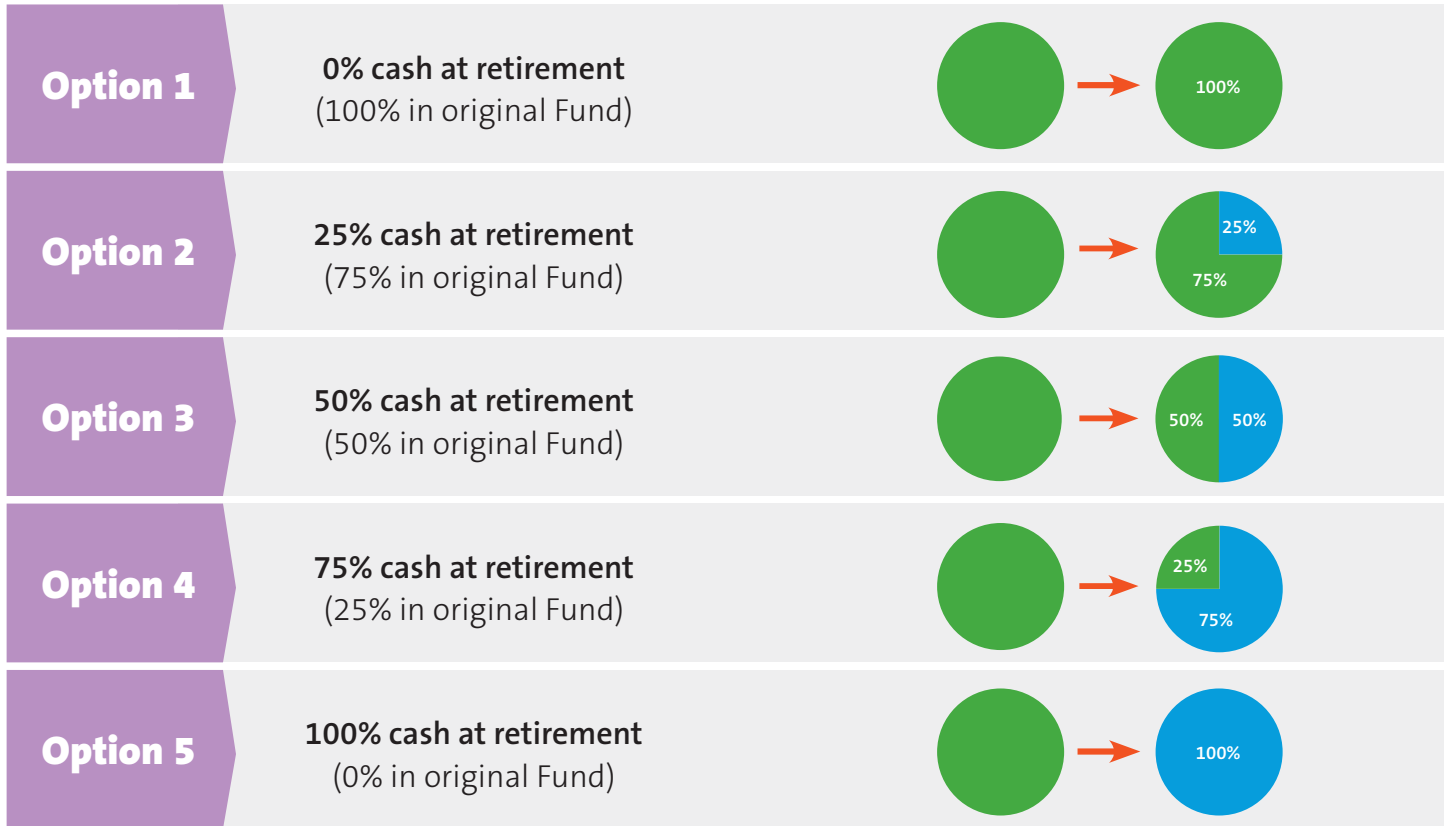 Option 1
0% cash at retirement
(100% in original Fund)
100%
Option 2
25% cash at retirement
(75% in original Fund)
25%
75%
Option 3
50% cash at retirement
(50% in original Fund)
50% 50%
Option 4
75% cash at retirement
(25% in original Fund)
25%
75%
Option 5
100% cash at retirement
(0% in original Fund)
100%